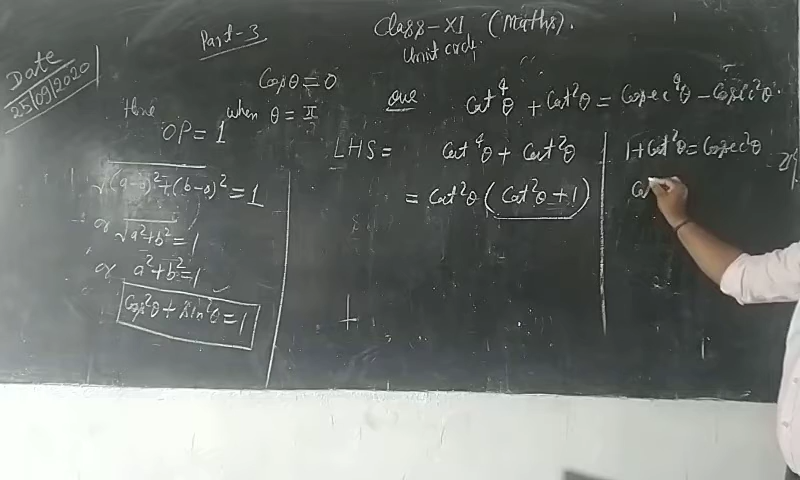 Date
25/09/2020
Part-3
Class-XI (Maths).
Unit circle
Cosθ=0
when θ=π
OP=1
√(a-0)²+(b-0)²=1
or √a²+b²=1
or a²+b²=1
Cos²θ+sin²θ=1
Que Cot⁴θ+Cot²θ=Cosec⁴θ-Cosec²θ.
LHS= Cot⁴θ+Cot²θ
=Cot²θ(Cot²θ+1)
1+Cot²θ=Cosec²θ